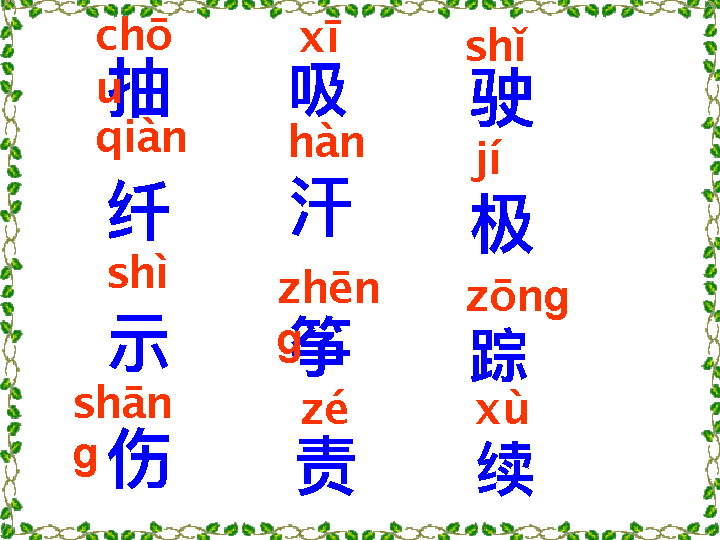 chōu xī shǐ
抽 吸 驶
qiàn hàn jí
纤 汗 极
shì zhēng zōng
示 筝 踪
shāng zé xù
伤 责 续